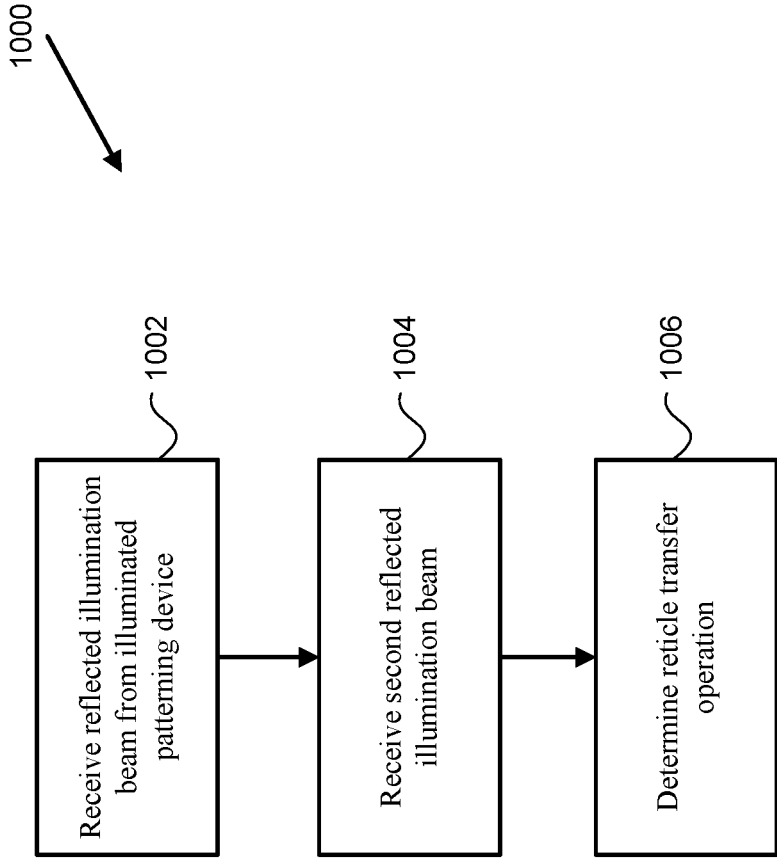 1000
Receive reflected illumination
beam from illuminated
patterning device
1002
Receive second reflected
illumination beam
1004
Determine reticle transfer
operation
1006